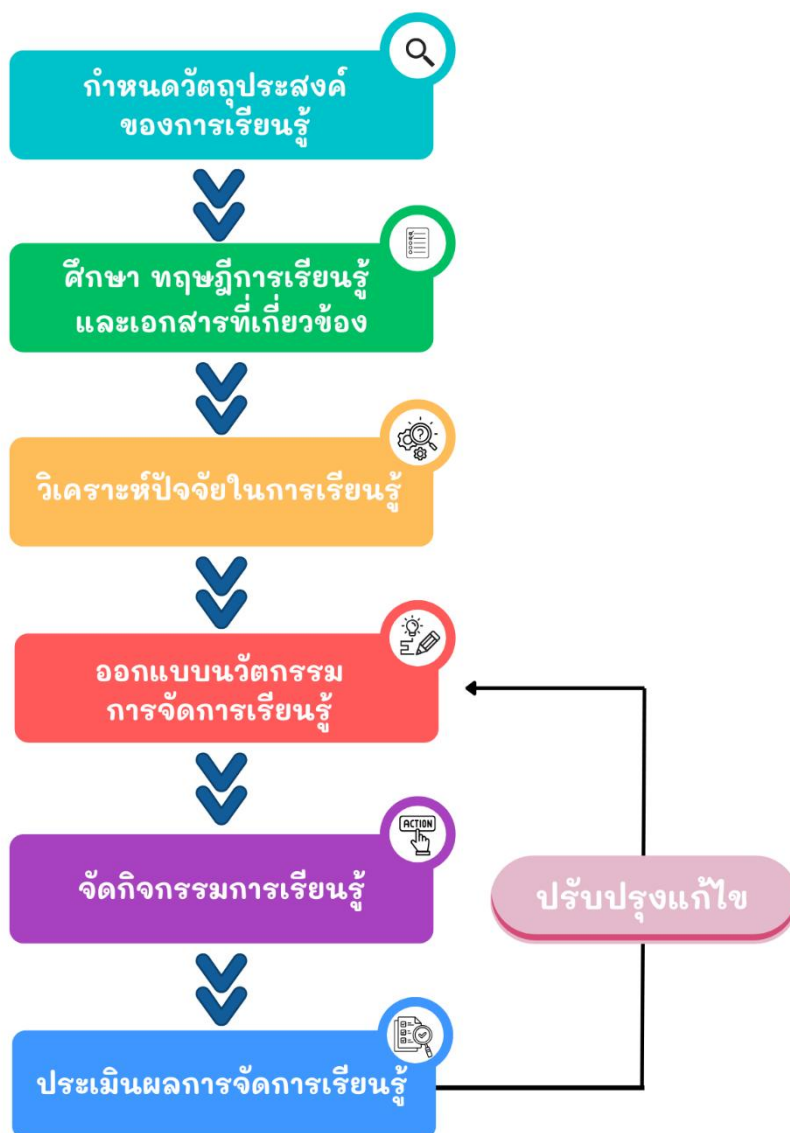 กำหนดวัตถุประสงค์
ของการเรียนรู้
ศึกษา ทฤษฎีการเรียนรู้
และเอกสารที่เกี่ยวข้อง
วิเคราะห์ปัจจัยในการเรียนรู้
ออกแบบนวัตกรรม
การจัดการเรียนรู้
ACTION
จัดกิจกรรมการเรียนรู้
ปรับปรุงแก้ไข
ประเมินผลการจัดการเรียนรู้